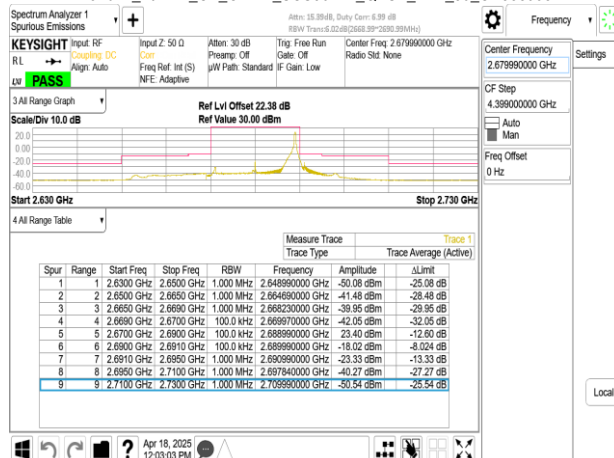 Spectrum Analyzer 1
Spurious Emissions
Attn: 15.39dB, Duty Corr: 6.99 dB
RBW Trans:6.02dB(2668.99~2690.99MHz)
Frequency
KEYSIGHT
RL
PASS
Input: RF
Coupling: DC
Align: Auto
Input Z: 50 Ω
Corr
Freq Ref: Int (S)
NFE: Adaptive
Atten: 30 dB
Preamp: Off
µW Path: Standard
Trig: Free Run
Gate: Off
IF Gain: Low
Center Freq: 2.679990000 GHz
Radio Std: None
Center Frequency
2.679990000 GHz
Settings
CF Step
4.399000000 GHz
Auto
Man
Freq Offset
0 Hz
Local
3 All Range Graph
Scale/Div 10.0 dB
Ref Lvl Offset 22.38 dB
Ref Value 30.00 dBm
20.0
0.00
-20.0
-40.0
-60.0
Start 2.630 GHz
Stop 2.730 GHz
4 All Range Table
Measure Trace Trace 1
Trace Type Trace Average (Active)
Spur Range Start Freq Stop Freq RBW Frequency Amplitude ΔLimit
1 1 2.6300 GHz 2.6500 GHz 1.000 MHz 2.648990000 GHz -50.08 dBm -25.08 dB
2 2 2.6500 GHz 2.6650 GHz 1.000 MHz 2.664690000 GHz -41.48 dBm -28.48 dB
3 3 2.6650 GHz 2.6690 GHz 1.000 MHz 2.668230000 GHz -39.95 dBm -29.95 dB
4 4 2.6690 GHz 2.6700 GHz 100.0 kHz 2.669970000 GHz -42.05 dBm -32.05 dB
5 5 2.6700 GHz 2.6900 GHz 100.0 kHz 2.688990000 GHz 23.40 dBm -12.60 dB
6 6 2.6900 GHz 2.6910 GHz 100.0 kHz 2.689990000 GHz -18.02 dBm -8.024 dB
7 7 2.6910 GHz 2.6950 GHz 1.000 MHz 2.690990000 GHz -23.33 dBm -13.33 dB
8 8 2.6950 GHz 2.7100 GHz 1.000 MHz 2.697840000 GHz -40.27 dBm -27.27 dB
9 9 2.7100 GHz 2.7300 GHz 1.000 MHz 2.709990000 GHz -50.54 dBm -25.54 dB
Apr 18, 2025
12:03:03 PM